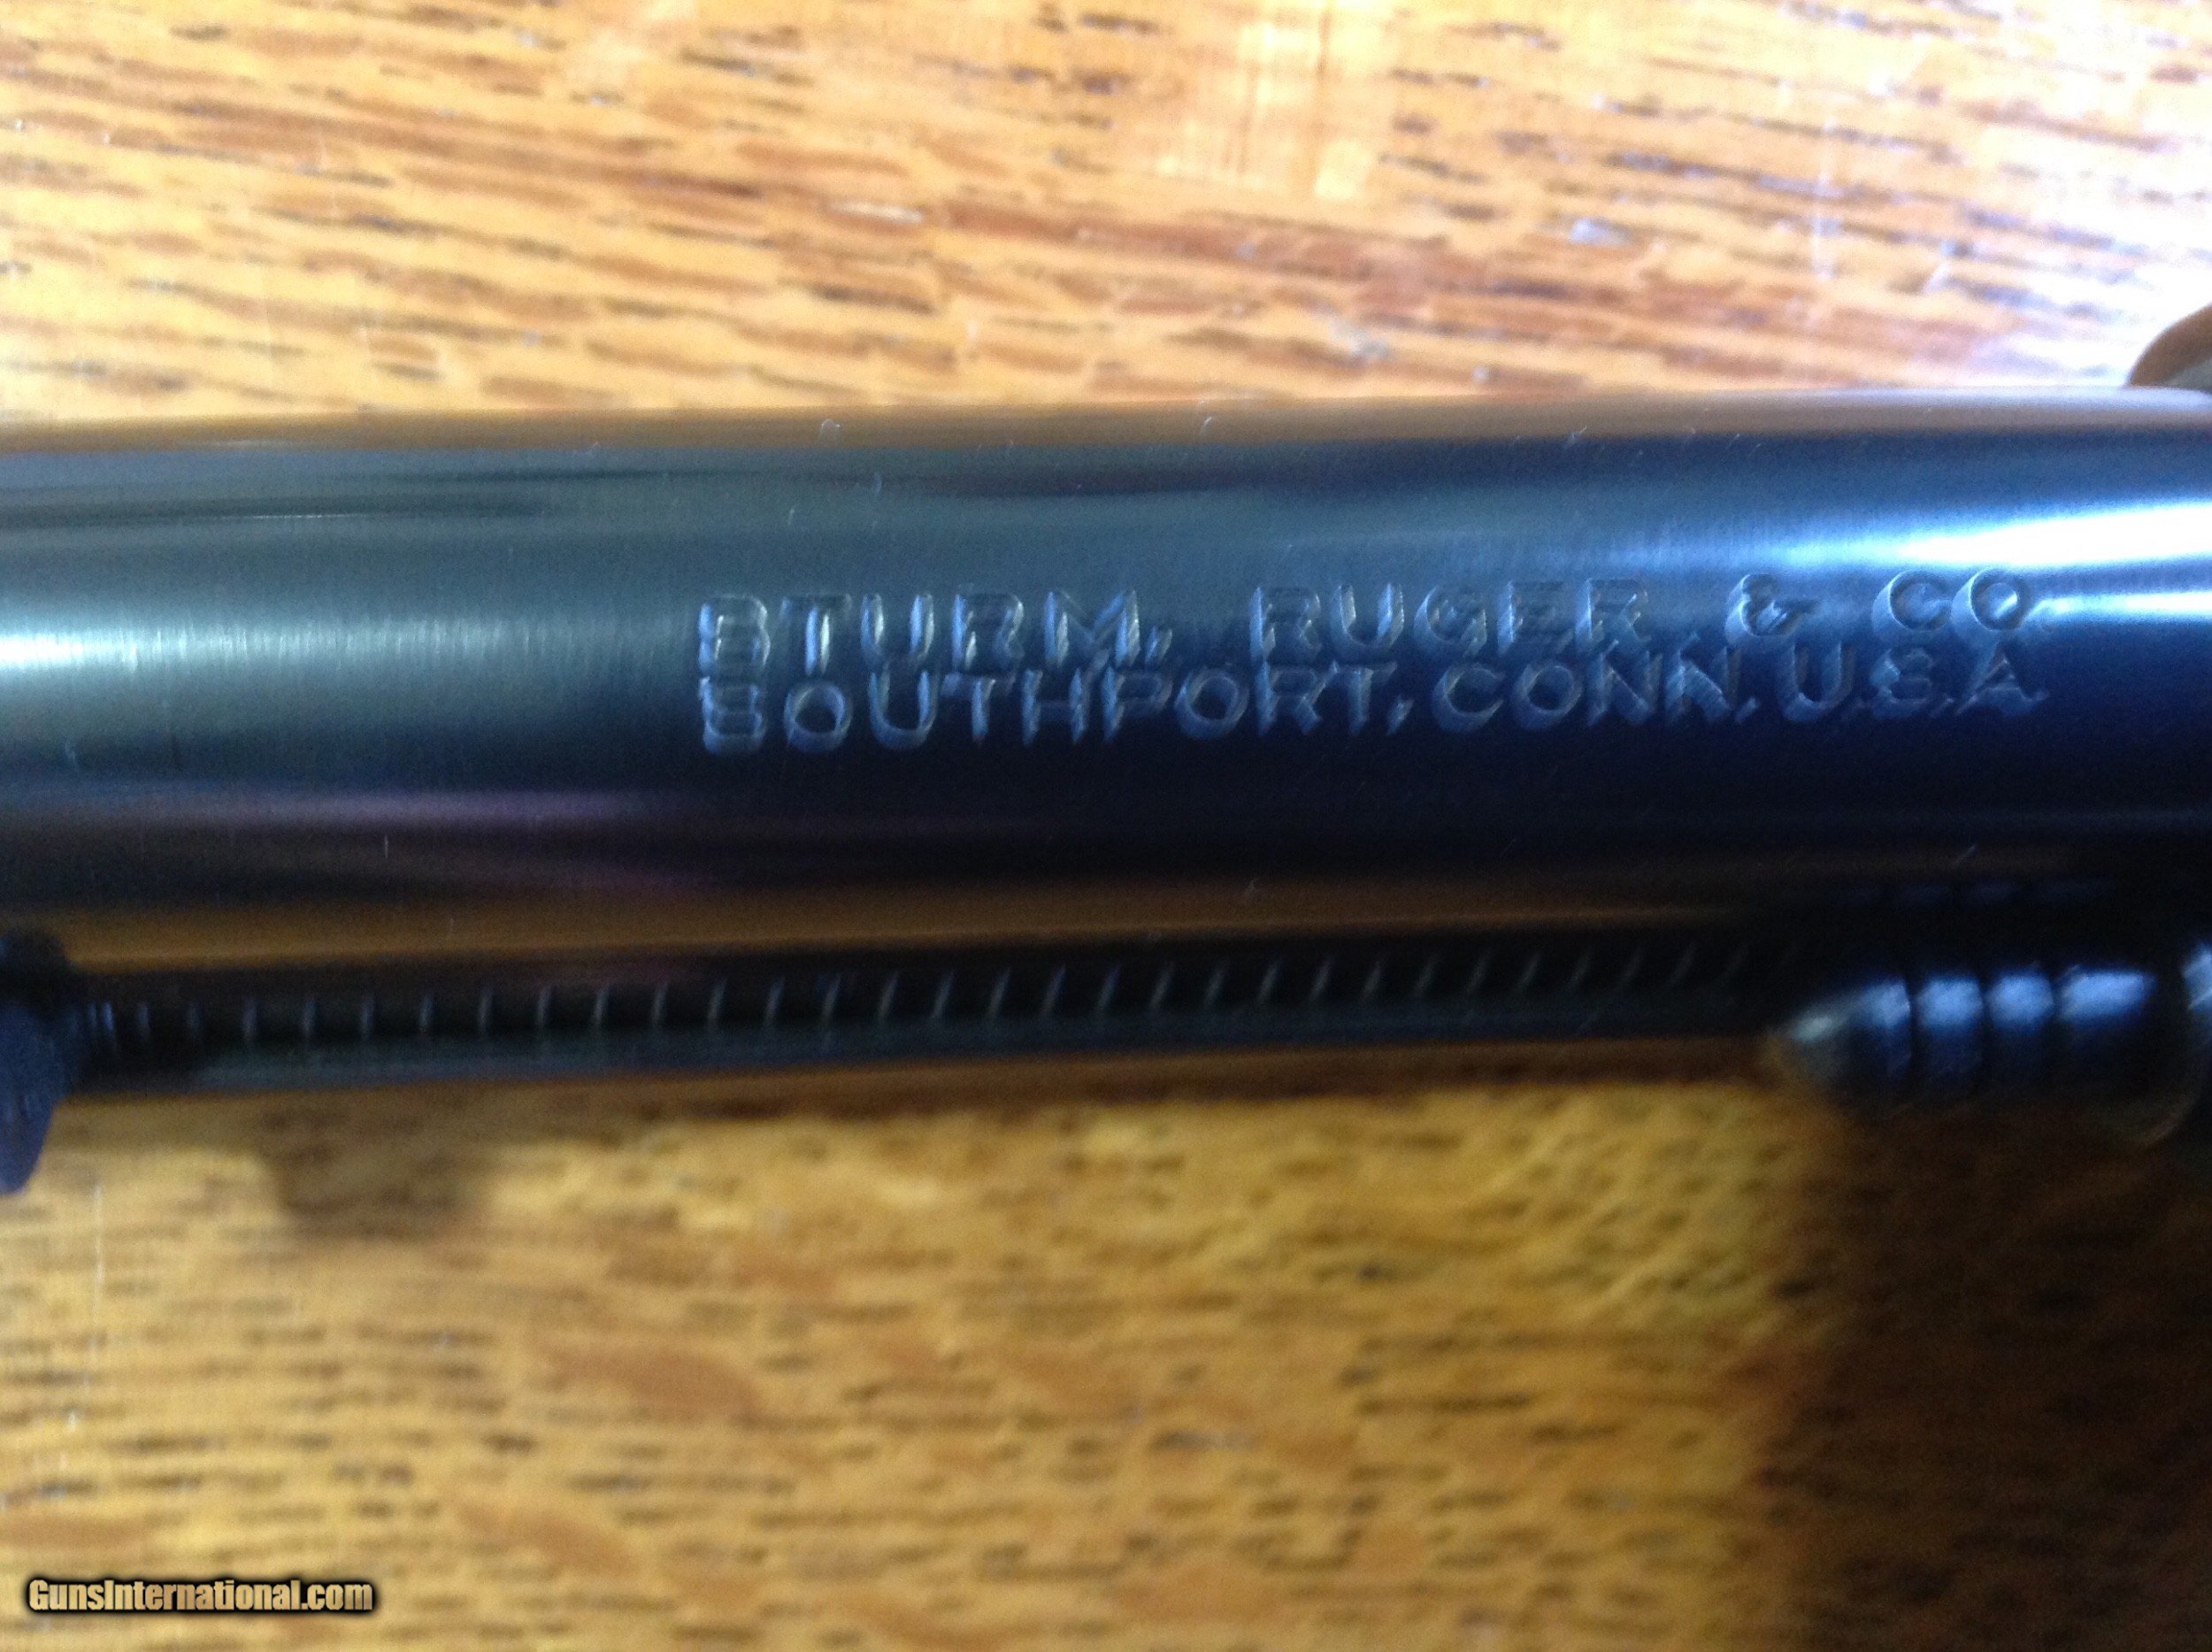 STURM, RUGER & CO.
SOUTHPORT, CONN. U.S.A.
GunsInternational.com